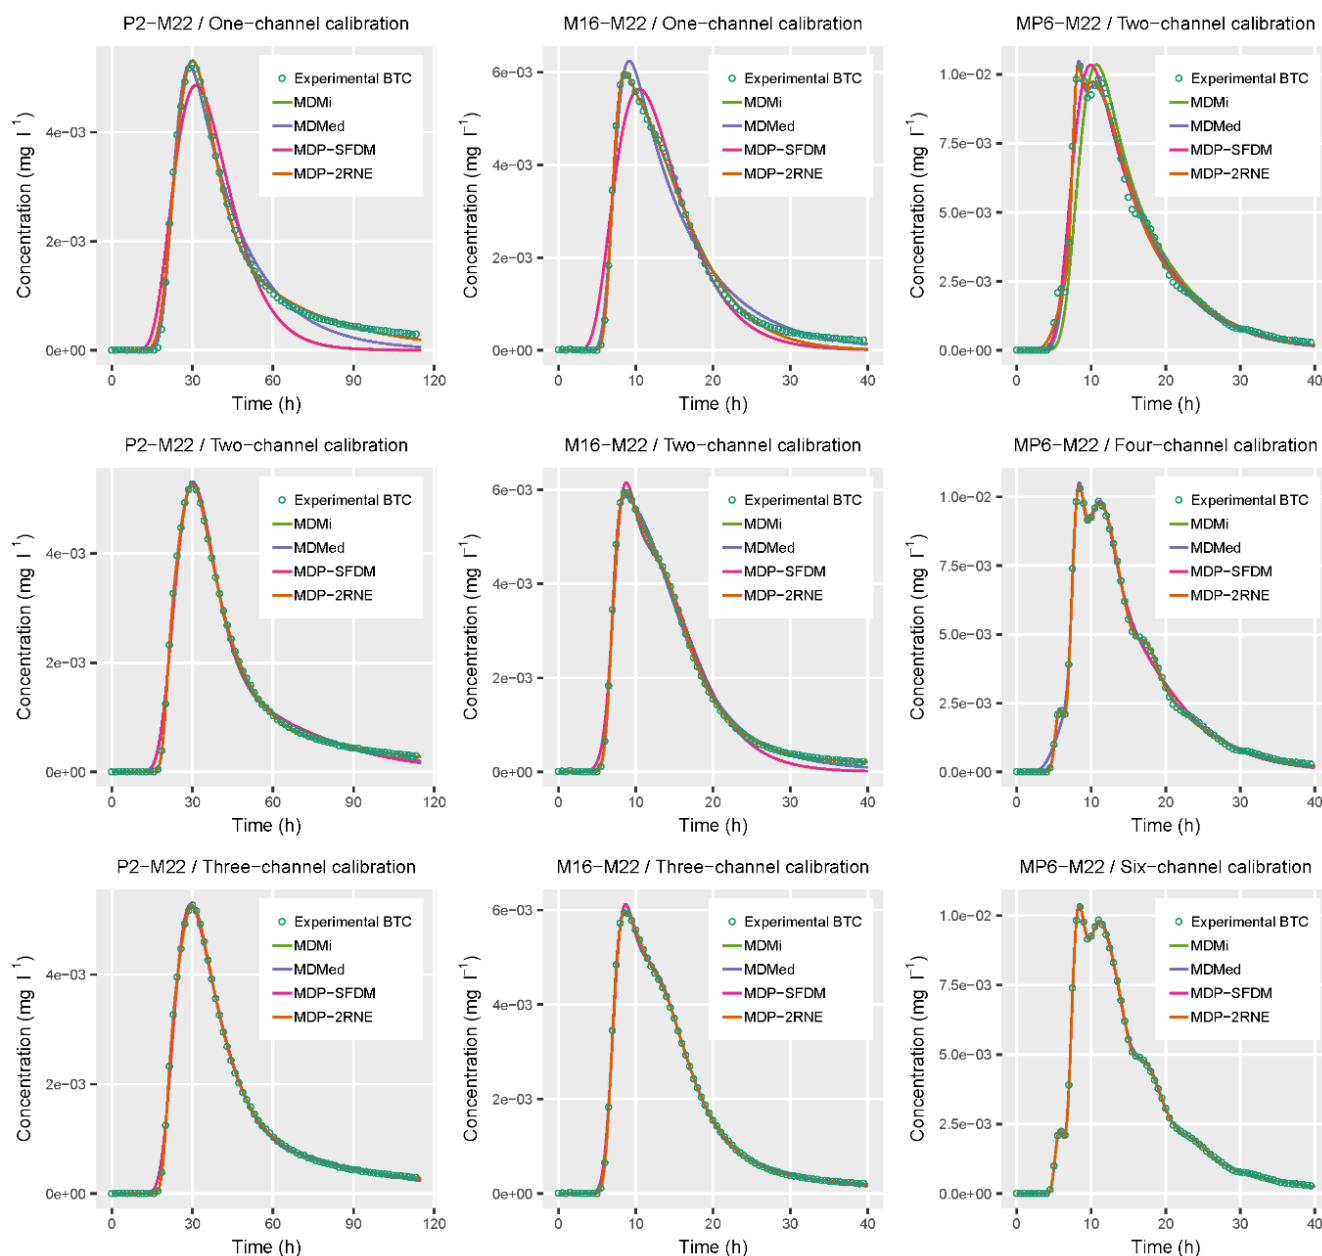 P2−M22 / One−channel calibration
Concentration (mg l⁻¹)
4e−03
2e−03
0e+00
0 30 60 90 120
Time (h)
Experimental BTC
MDMi
MDMed
MDP−SFDM
MDP−2RNE
M16−M22 / One−channel calibration
Concentration (mg l⁻¹)
6e−03
4e−03
2e−03
0e+00
0 10 20 30 40
Time (h)
Experimental BTC
MDMi
MDMed
MDP−SFDM
MDP−2RNE
MP6−M22 / Two−channel calibration
Concentration (mg l⁻¹)
1.0e−02
7.5e−03
5.0e−03
2.5e−03
0.0e+00
0 10 20 30 40
Time (h)
Experimental BTC
MDMi
MDMed
MDP−SFDM
MDP−2RNE
P2−M22 / Two−channel calibration
Concentration (mg l⁻¹)
4e−03
2e−03
0e+00
0 30 60 90 120
Time (h)
Experimental BTC
MDMi
MDMed
MDP−SFDM
MDP−2RNE
M16−M22 / Two−channel calibration
Concentration (mg l⁻¹)
6e−03
4e−03
2e−03
0e+00
0 10 20 30 40
Time (h)
Experimental BTC
MDMi
MDMed
MDP−SFDM
MDP−2RNE
MP6−M22 / Four−channel calibration
Concentration (mg l⁻¹)
1.0e−02
7.5e−03
5.0e−03
2.5e−03
0.0e+00
0 10 20 30 40
Time (h)
Experimental BTC
MDMi
MDMed
MDP−SFDM
MDP−2RNE
P2−M22 / Three−channel calibration
Concentration (mg l⁻¹)
4e−03
2e−03
0e+00
0 30 60 90 120
Time (h)
Experimental BTC
MDMi
MDMed
MDP−SFDM
MDP−2RNE
M16−M22 / Three−channel calibration
Concentration (mg l⁻¹)
6e−03
4e−03
2e−03
0e+00
0 10 20 30 40
Time (h)
Experimental BTC
MDMi
MDMed
MDP−SFDM
MDP−2RNE
MP6−M22 / Six−channel calibration
Concentration (mg l⁻¹)
1.0e−02
7.5e−03
5.0e−03
2.5e−03
0.0e+00
0 10 20 30 40
Time (h)
Experimental BTC
MDMi
MDMed
MDP−SFDM
MDP−2RNE